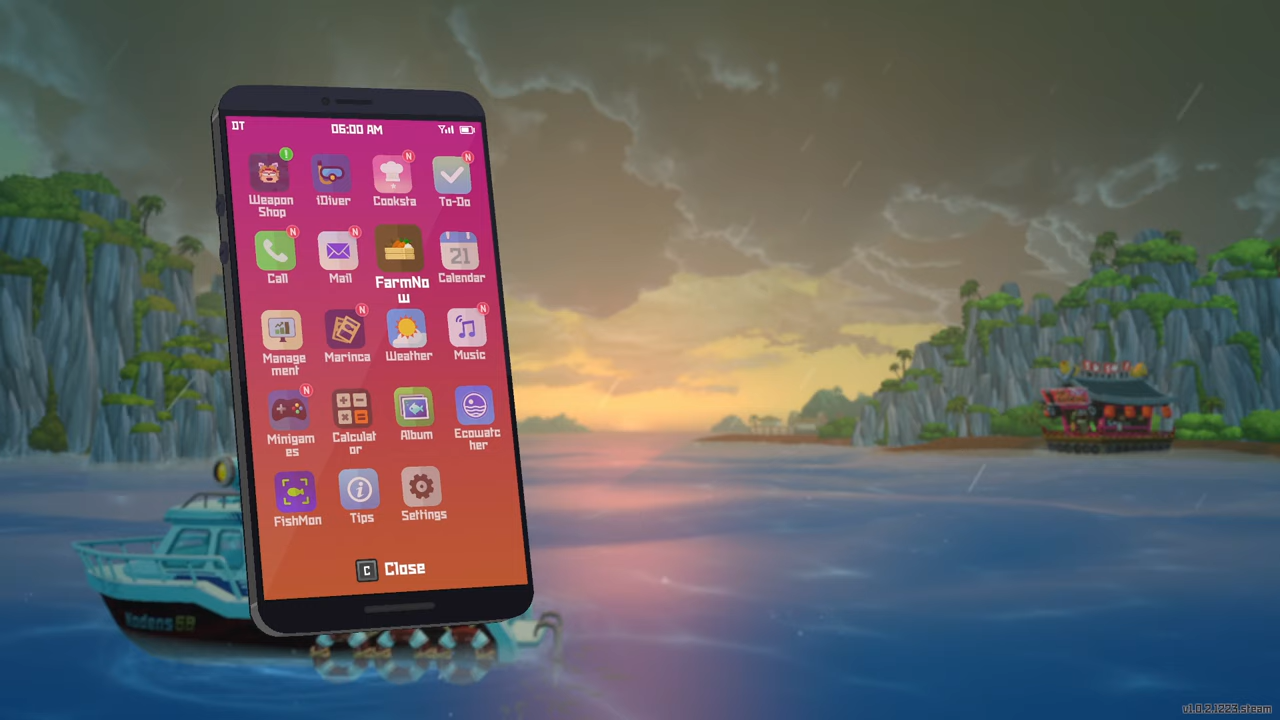 DT
06:00 AM
Weapon
Shop
iDiver
N
Cooksta
N
To-Do
N
Call
N
Mail
FarmNo
w
21
Calendar
Manage
ment
N
Marinca
Weather
N
Music
N
Minigam
es
Calculat
or
Album
Ecowatc
her
FishMon
Tips
Settings
C Close
v1.0.2.1223.steam